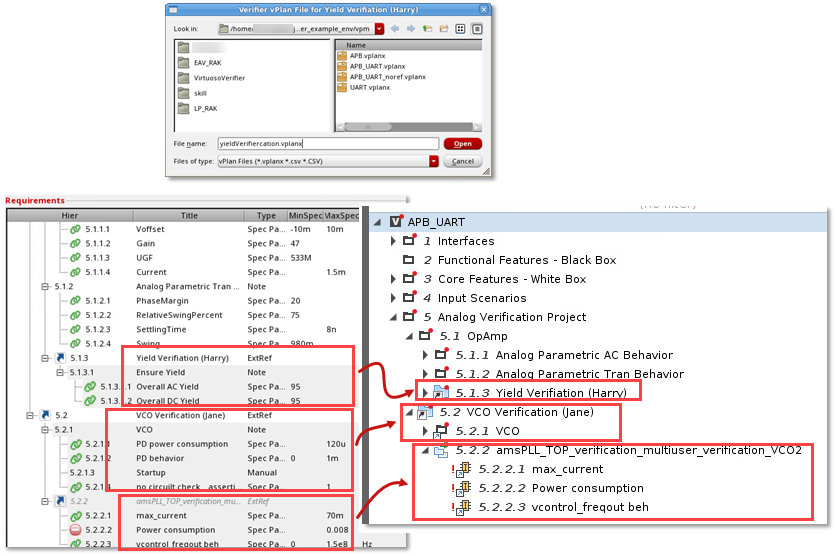 Verifier vPlan File for Yield Verifiation (Harry)
Look in: /home/ j...er_example_env/vpm
Name
EAV_RAK
VirtuosoVerifier
skill
LP_RAK
APB.vplanx
APB_UART.vplanx
APB_UART_noref.vplanx
UART.vplanx
File name: yieldVerifiercation.vplanx Open
Files of type: vPlan Files (*.vplanx *.csv *.CSV) Cancel
Requirements
Hier Title Type MinSpec MaxSpec
5.1.1.1 Voffset Spec Pa... -10m 10m
5.1.1.2 Gain Spec Pa... 47
5.1.1.3 UGF Spec Pa... 533M
5.1.1.4 Current Spec Pa... 1.5m
5.1.2 Analog Parametric Tran ... Note
5.1.2.1 PhaseMargin Spec Pa... 20
5.1.2.2 RelativeSwingPercent Spec Pa... 75
5.1.2.3 SettlingTime Spec Pa... 8n
5.1.2.4 Swing Spec Pa... 980m
5.1.3 Yield Verifiation (Harry) ExtRef
5.1.3.1 Ensure Yield Note
5.1.3...1 Overall AC Yield Spec Pa... 95
5.1.3...2 Overall DC Yield Spec Pa... 95
5.2 VCO Verification (Jane) ExtRef
5.2.1 VCO Note
5.2.1.1 PD power consumption Spec Pa... 120u
5.2.1.2 PD behavior Spec Pa... 0 1m
5.2.1.3 Startup Manual
5.2.1.4 no circuilt check asserti... Spec Pa... 1
5.2.2 amsPLL_TOP_verification_mu... ExtRef
5.2.2.1 max_current Spec Pa... 70m
5.2.2.2 Power consumption Spec Pa... 0.008
5.2.2.3 vcontrol_freqout beh Spec Pa... 0 1.5e8 Hz
(no filter)
APB_UART
1 Interfaces
2 Functional Features - Black Box
3 Core Features - White Box
4 Input Scenarios
5 Analog Verification Project
5.1 OpAmp
5.1.1 Analog Parametric AC Behavior
5.1.2 Analog Parametric Tran Behavior
5.1.3 Yield Verifiation (Harry)
5.2 VCO Verification (Jane)
5.2.1 VCO
5.2.2 amsPLL_TOP_verification_multiuser_verification_VCO2
5.2.2.1 max_current
5.2.2.2 Power consumption
5.2.2.3 vcontrol_freqout beh